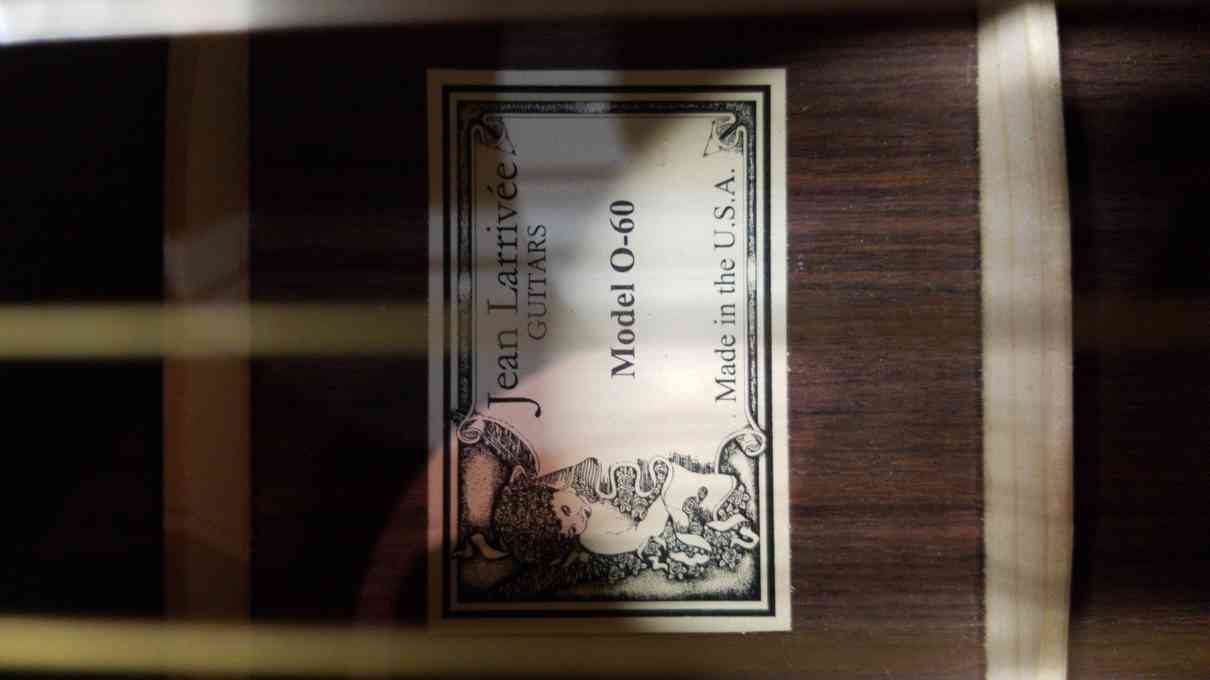 Jean Larrivée
GUITARS
Model O-60
Made in the U.S.A.